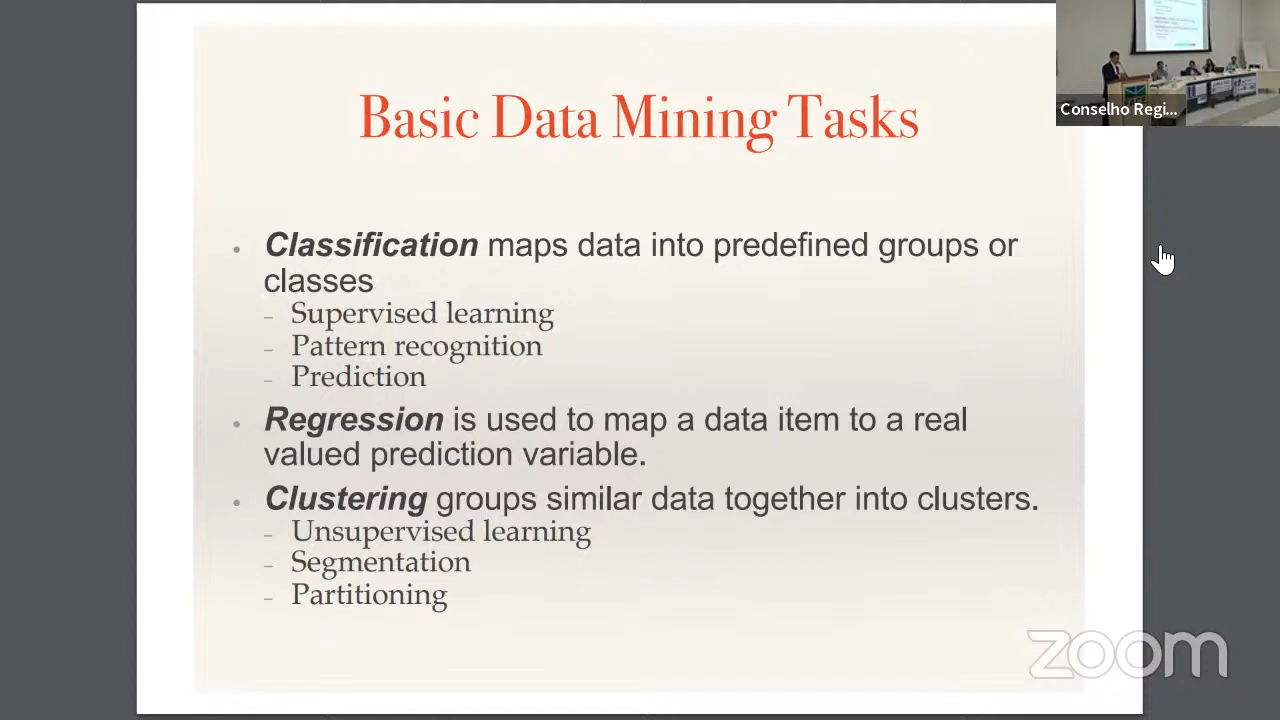 Basic Data Mining Tasks
Conselho Regi...
• Classification maps data into predefined groups or
classes
– Supervised learning
– Pattern recognition
– Prediction
• Regression is used to map a data item to a real
valued prediction variable.
• Clustering groups similar data together into clusters.
– Unsupervised learning
– Segmentation
– Partitioning
zoom